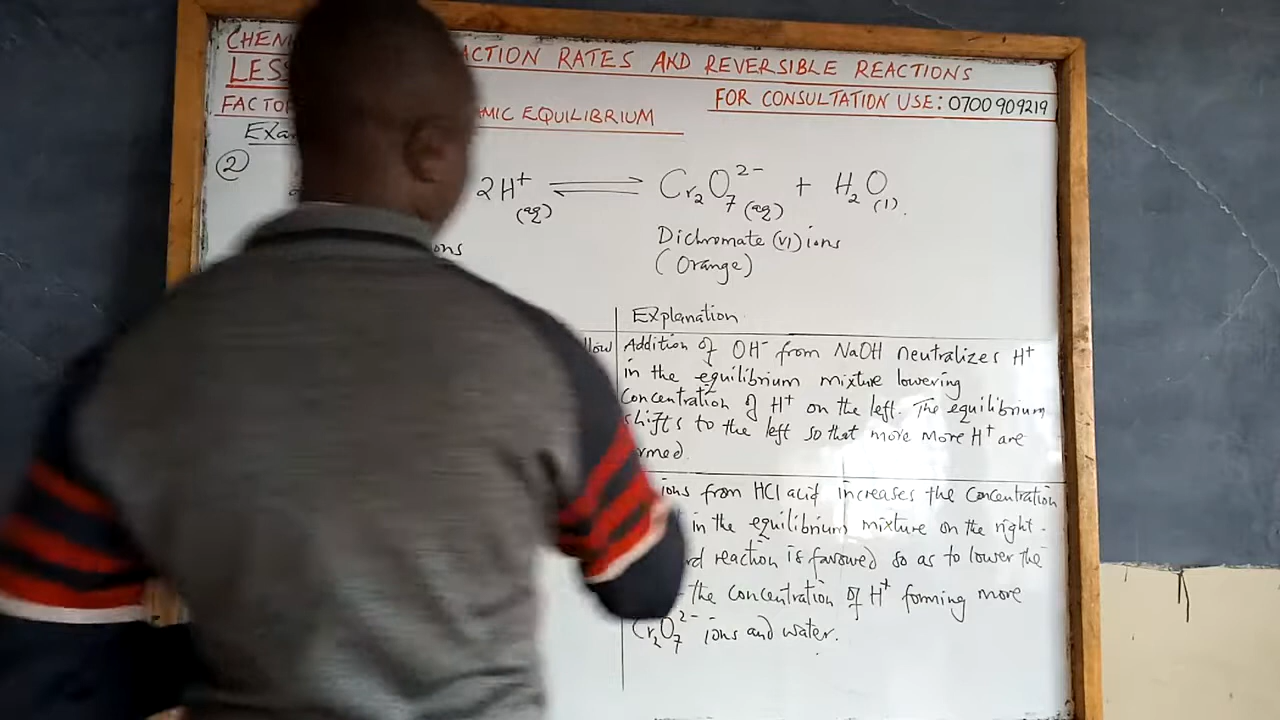 CHEM ACTION RATES AND REVERSIBLE REACTIONS
LESS
FOR CONSULTATION USE: 0700 909219
FACTO MIC EQUILIBRIUM
Exa
② 2H⁺(aq) ⇌ Cr₂O₇²⁻(aq) + H₂O(l).
ons Dichromate (VI) ions
(Orange)
Explanation
llow Addition of OH⁻ from NaOH neutralizes H⁺
in the equilibrium mixture lowering
Concentration of H⁺ on the left. The equilibrium
shifts to the left so that more more H⁺ are
rmed.
ions from HCl acid increases the Concentration
in the equilibrium mixture on the right.
rd reaction is favoured so as to lower the
the concentration of H⁺ forming more
Cr₂O₇²⁻ ions and water.